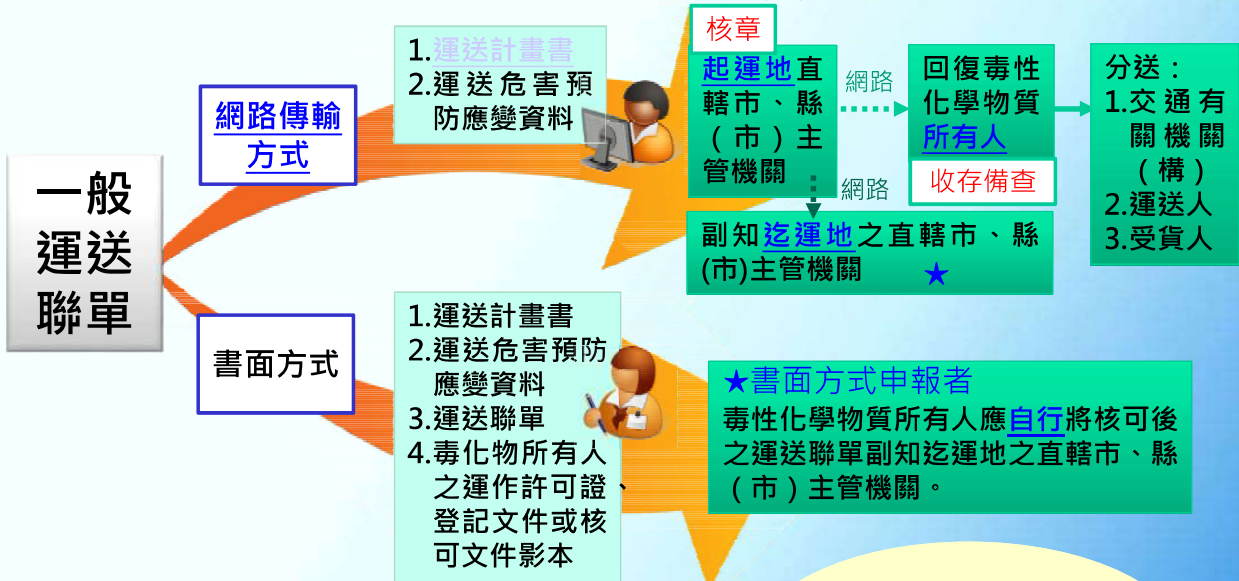 一般
運送
聯單
網路傳輸
方式
1.運送計畫書
2.運送危害預
防應變資料
核章
起運地直
轄市、縣
（市）主
管機關
網路
回復毒性
化學物質
所有人
收存備查
分送：
1.交通有
關機關
（構）
2.運送人
3.受貨人
網路
副知迄運地之直轄市、縣
(市)主管機關 ★
書面方式
1.運送計畫書
2.運送危害預防
應變資料
3.運送聯單
4.毒化物所有人
之運作許可證、
登記文件或核
可文件影本
★書面方式申報者
毒性化學物質所有人應自行將核可後
之運送聯單副知迄運地之直轄市、縣
（市）主管機關。